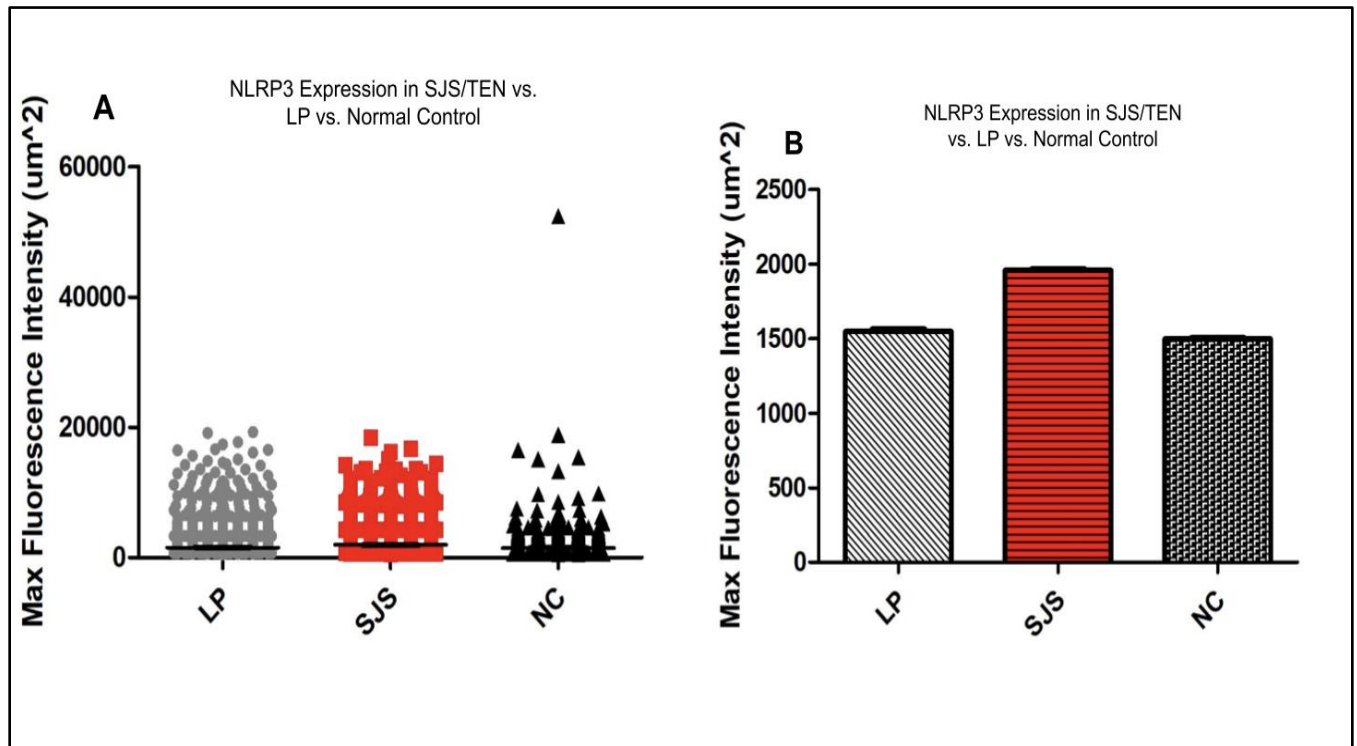 A
NLRP3 Expression in SJS/TEN vs.
LP vs. Normal Control
Max Fluorescence Intensity (um^2)
60000
40000
20000
0
LP
SJS
NC
B
NLRP3 Expression in SJS/TEN
vs. LP vs. Normal Control
Max Fluorescence Intensity (um^2)
2500
2000
1500
1000
500
0
LP
SJS
NC